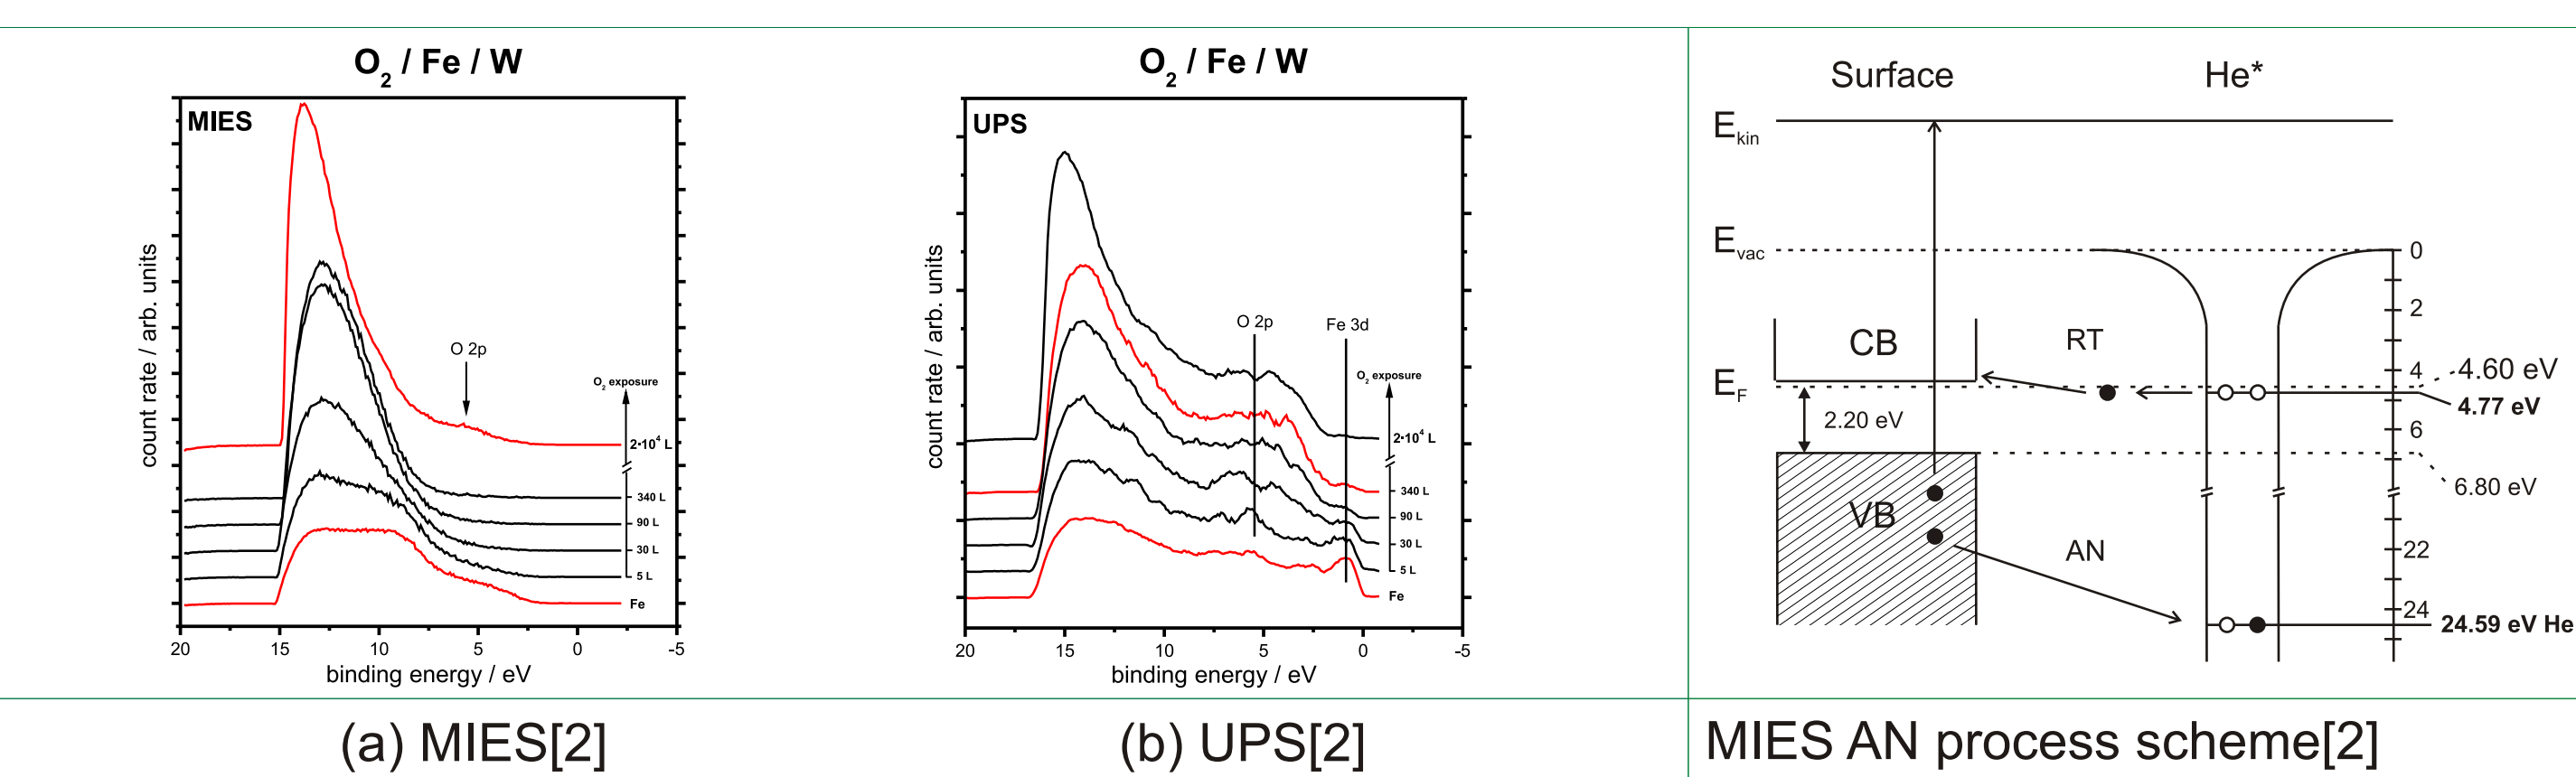 O2 / Fe / W
MIES
count rate / arb. units
O 2p
O2 exposure
2·10⁴ L
340 L
90 L
30 L
5 L
Fe
20 15 10 5 0 -5
binding energy / eV
(a) MIES[2]
O2 / Fe / W
UPS
count rate / arb. units
O 2p
Fe 3d
O2 exposure
2·10⁴ L
340 L
90 L
30 L
5 L
Fe
20 15 10 5 0 -5
binding energy / eV
(b) UPS[2]
Surface He*
Ekin
Evac
0
2
CB
RT
4
4.60 eV
EF
4.77 eV
2.20 eV
6
6.80 eV
VB
AN
22
24
24.59 eV He
MIES AN process scheme[2]